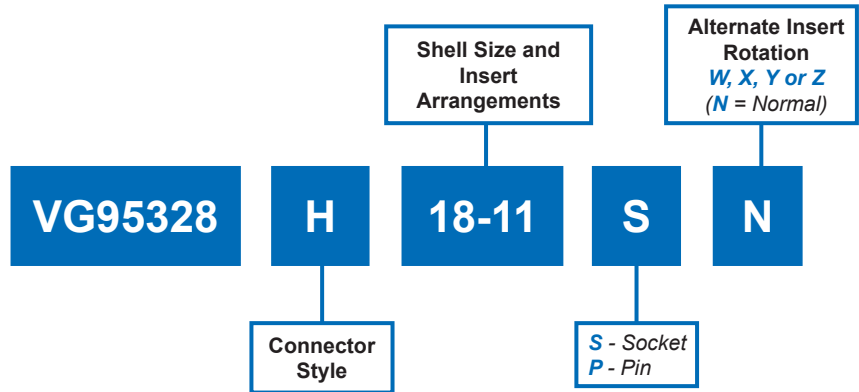 Shell Size and
Insert
Arrangements
Alternate Insert
Rotation
W, X, Y or Z
(N = Normal)
VG95328 H 18-11 S N
Connector
Style
S - Socket
P - Pin